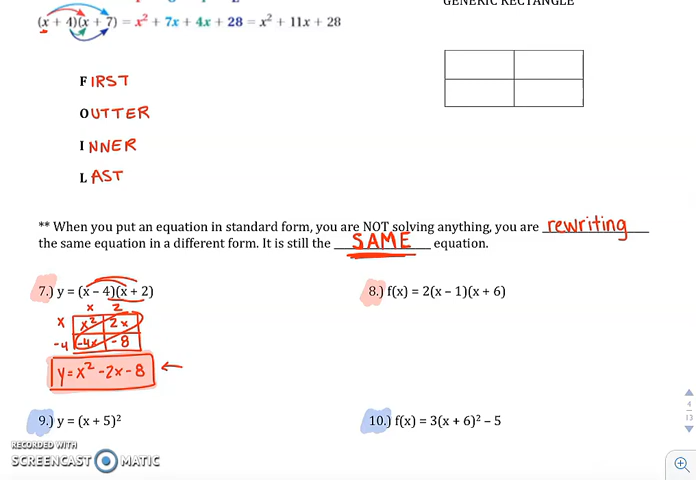 GENERIC RECTANGLE
(x + 4)(x + 7) = x² + 7x + 4x + 28 = x² + 11x + 28
FIRST
OUTTER
INNER
LAST
** When you put an equation in standard form, you are NOT solving anything, you are rewriting
the same equation in a different form. It is still the SAME equation.
7.) y = (x – 4)(x + 2)
8.) f(x) = 2(x – 1)(x + 6)
x 2
x x² 2x
-4 -4x -8
y = x² - 2x - 8
9.) y = (x + 5)²
10.) f(x) = 3(x + 6)² – 5
4
13
RECORDED WITH
SCREENCAST O MATIC